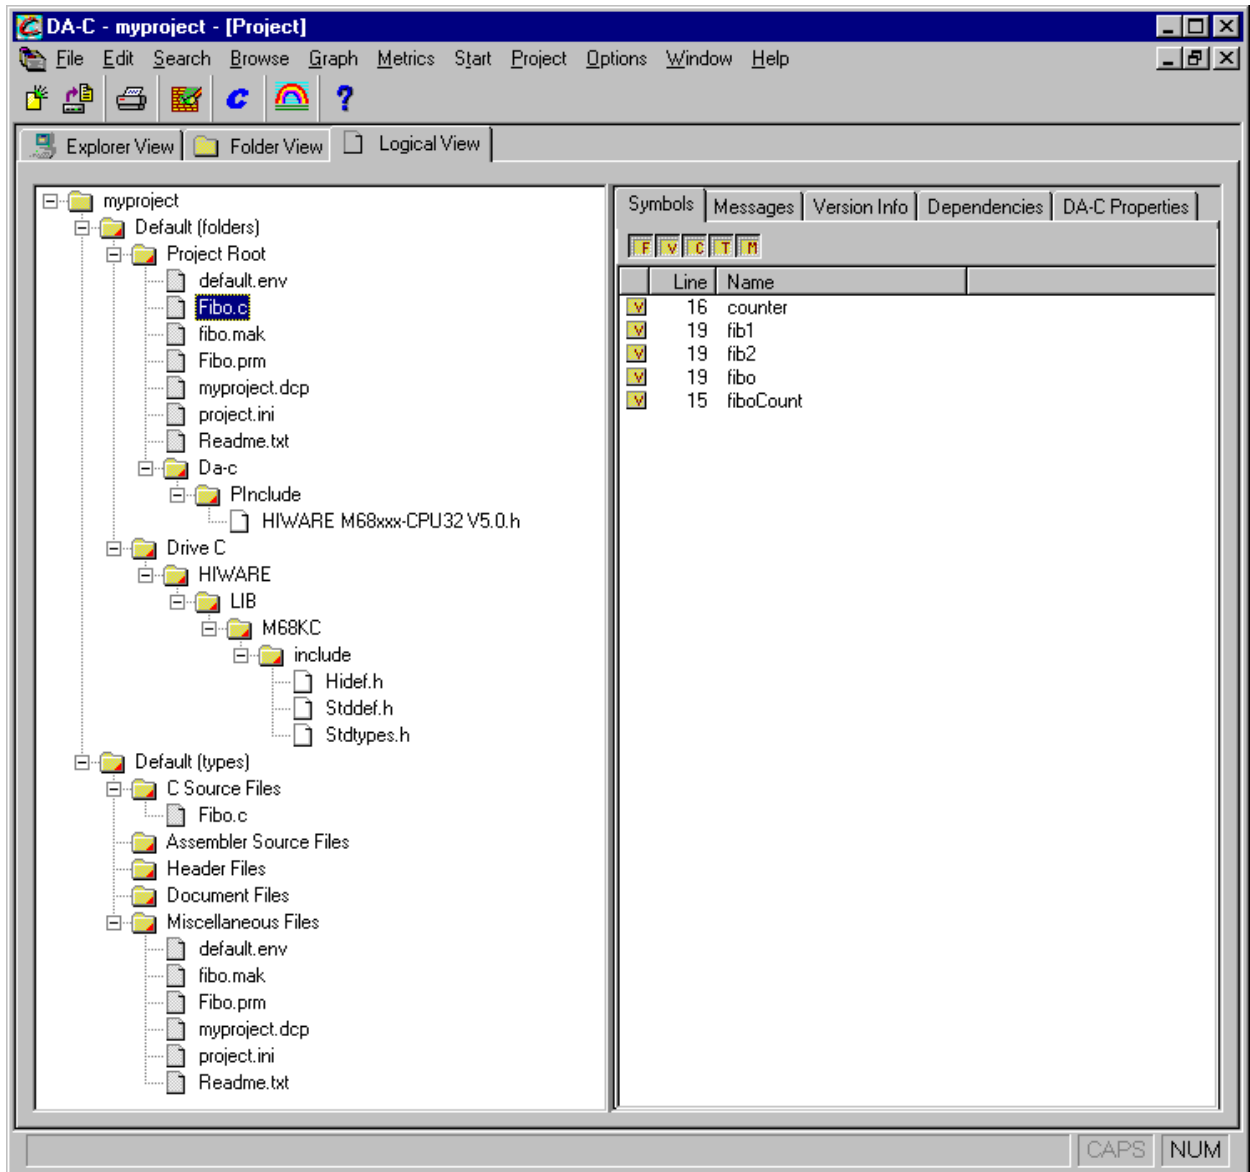 DA-C - myproject - [Project]
File Edit Search Browse Graph Metrics Start Project Options Window Help
Explorer View Folder View Logical View
myproject
Default (folders)
Project Root
default.env
Fibo.c
fibo.mak
Fibo.prm
myproject.dcp
project.ini
Readme.txt
Da-c
PInclude
HIWARE M68xxx-CPU32 V5.0.h
Drive C
HIWARE
LIB
M68KC
include
Hidef.h
Stddef.h
Stdtypes.h
Default (types)
C Source Files
Fibo.c
Assembler Source Files
Header Files
Document Files
Miscellaneous Files
default.env
fibo.mak
Fibo.prm
myproject.dcp
project.ini
Readme.txt
Symbols Messages Version Info Dependencies DA-C Properties
F V C T M
Line Name
V 16 counter
V 19 fib1
V 19 fib2
V 19 fibo
V 15 fiboCount
CAPS NUM